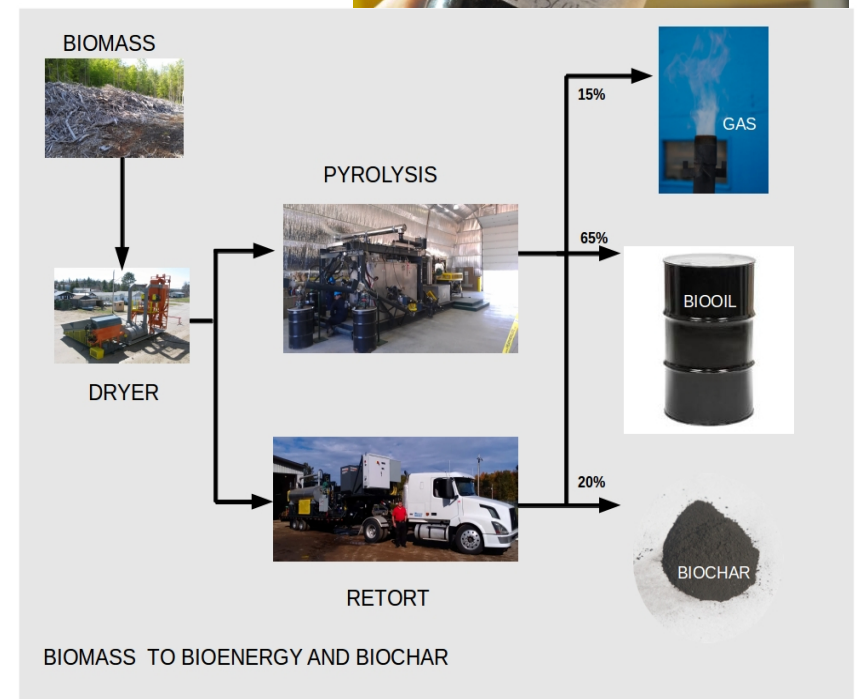 BIOMASS
PYROLYSIS
15%
GAS
65%
BIOOIL
DRYER
20%
BIOCHAR
RETORT
BIOMASS TO BIOENERGY AND BIOCHAR